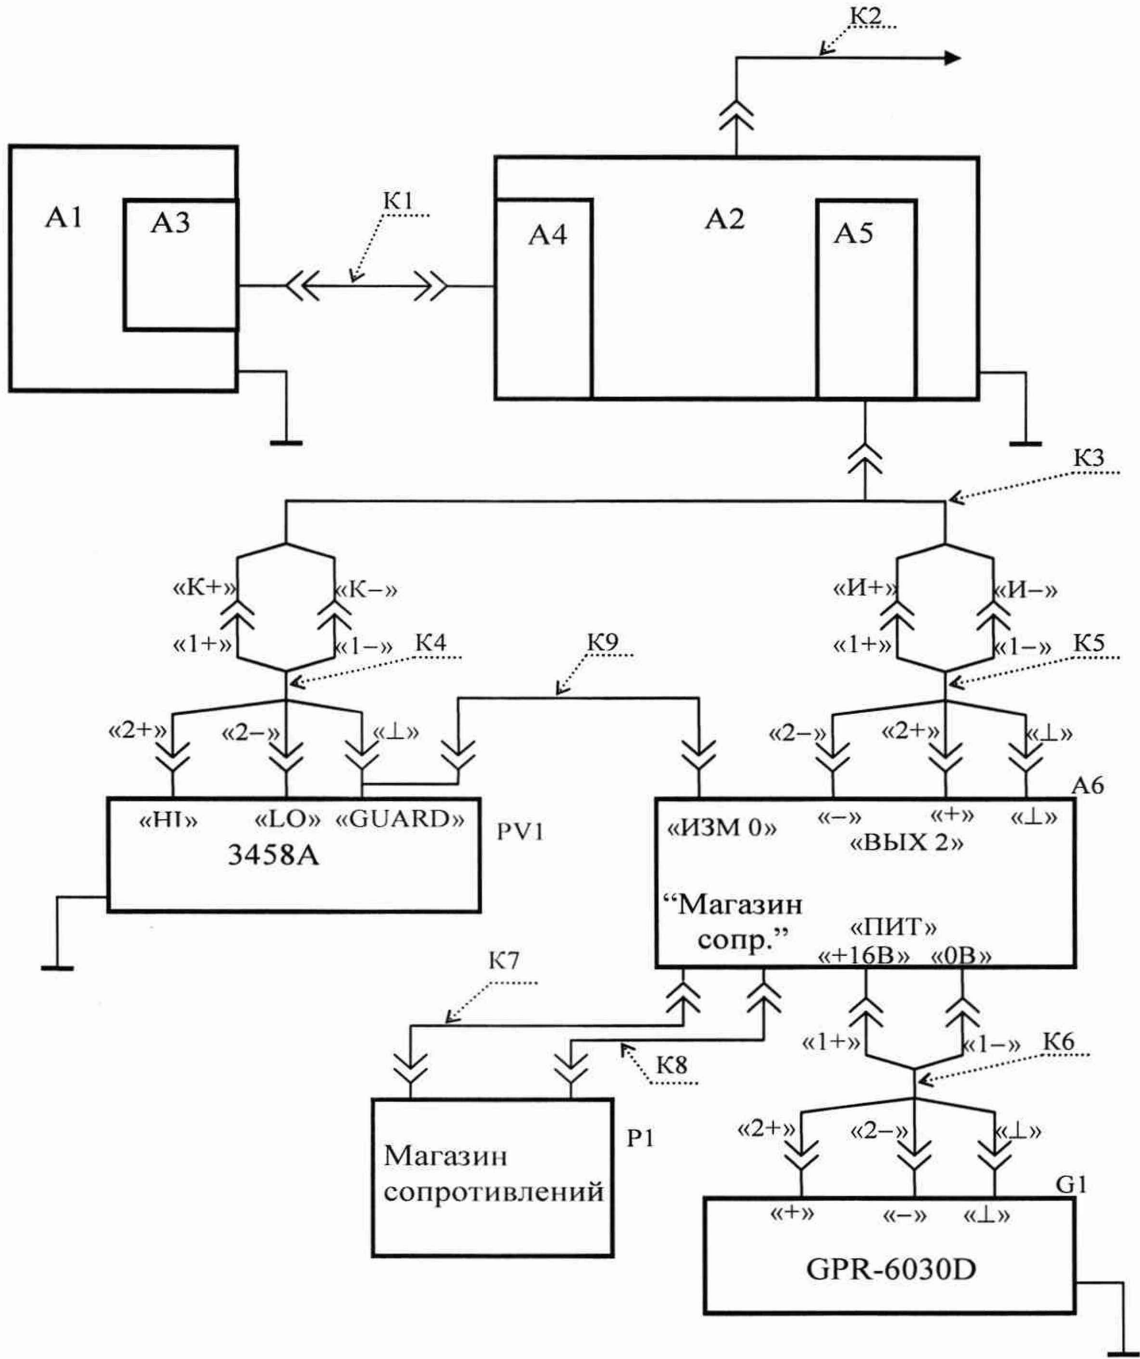 К2
А1
А3
К1
А4
А2
А5
К3
«К+»
«К−»
«И+»
«И−»
«1+»
«1−»
К4
К9
«1+»
«1−»
К5
«2+»
«2−»
«⊥»
«2−»
«2+»
«⊥»
А6
«HI»
«LO»
«GUARD»
3458А
PV1
«ИЗМ 0»
«−»
«+»
«⊥»
«ВЫХ 2»
“Магазин
сопр.”
«ПИТ»
«+16В»
«0В»
К7
К8
«1+»
«1−»
К6
Магазин
сопротивлений
Р1
«2+»
«2−»
«⊥»
G1
«+»
«−»
«⊥»
GPR-6030D